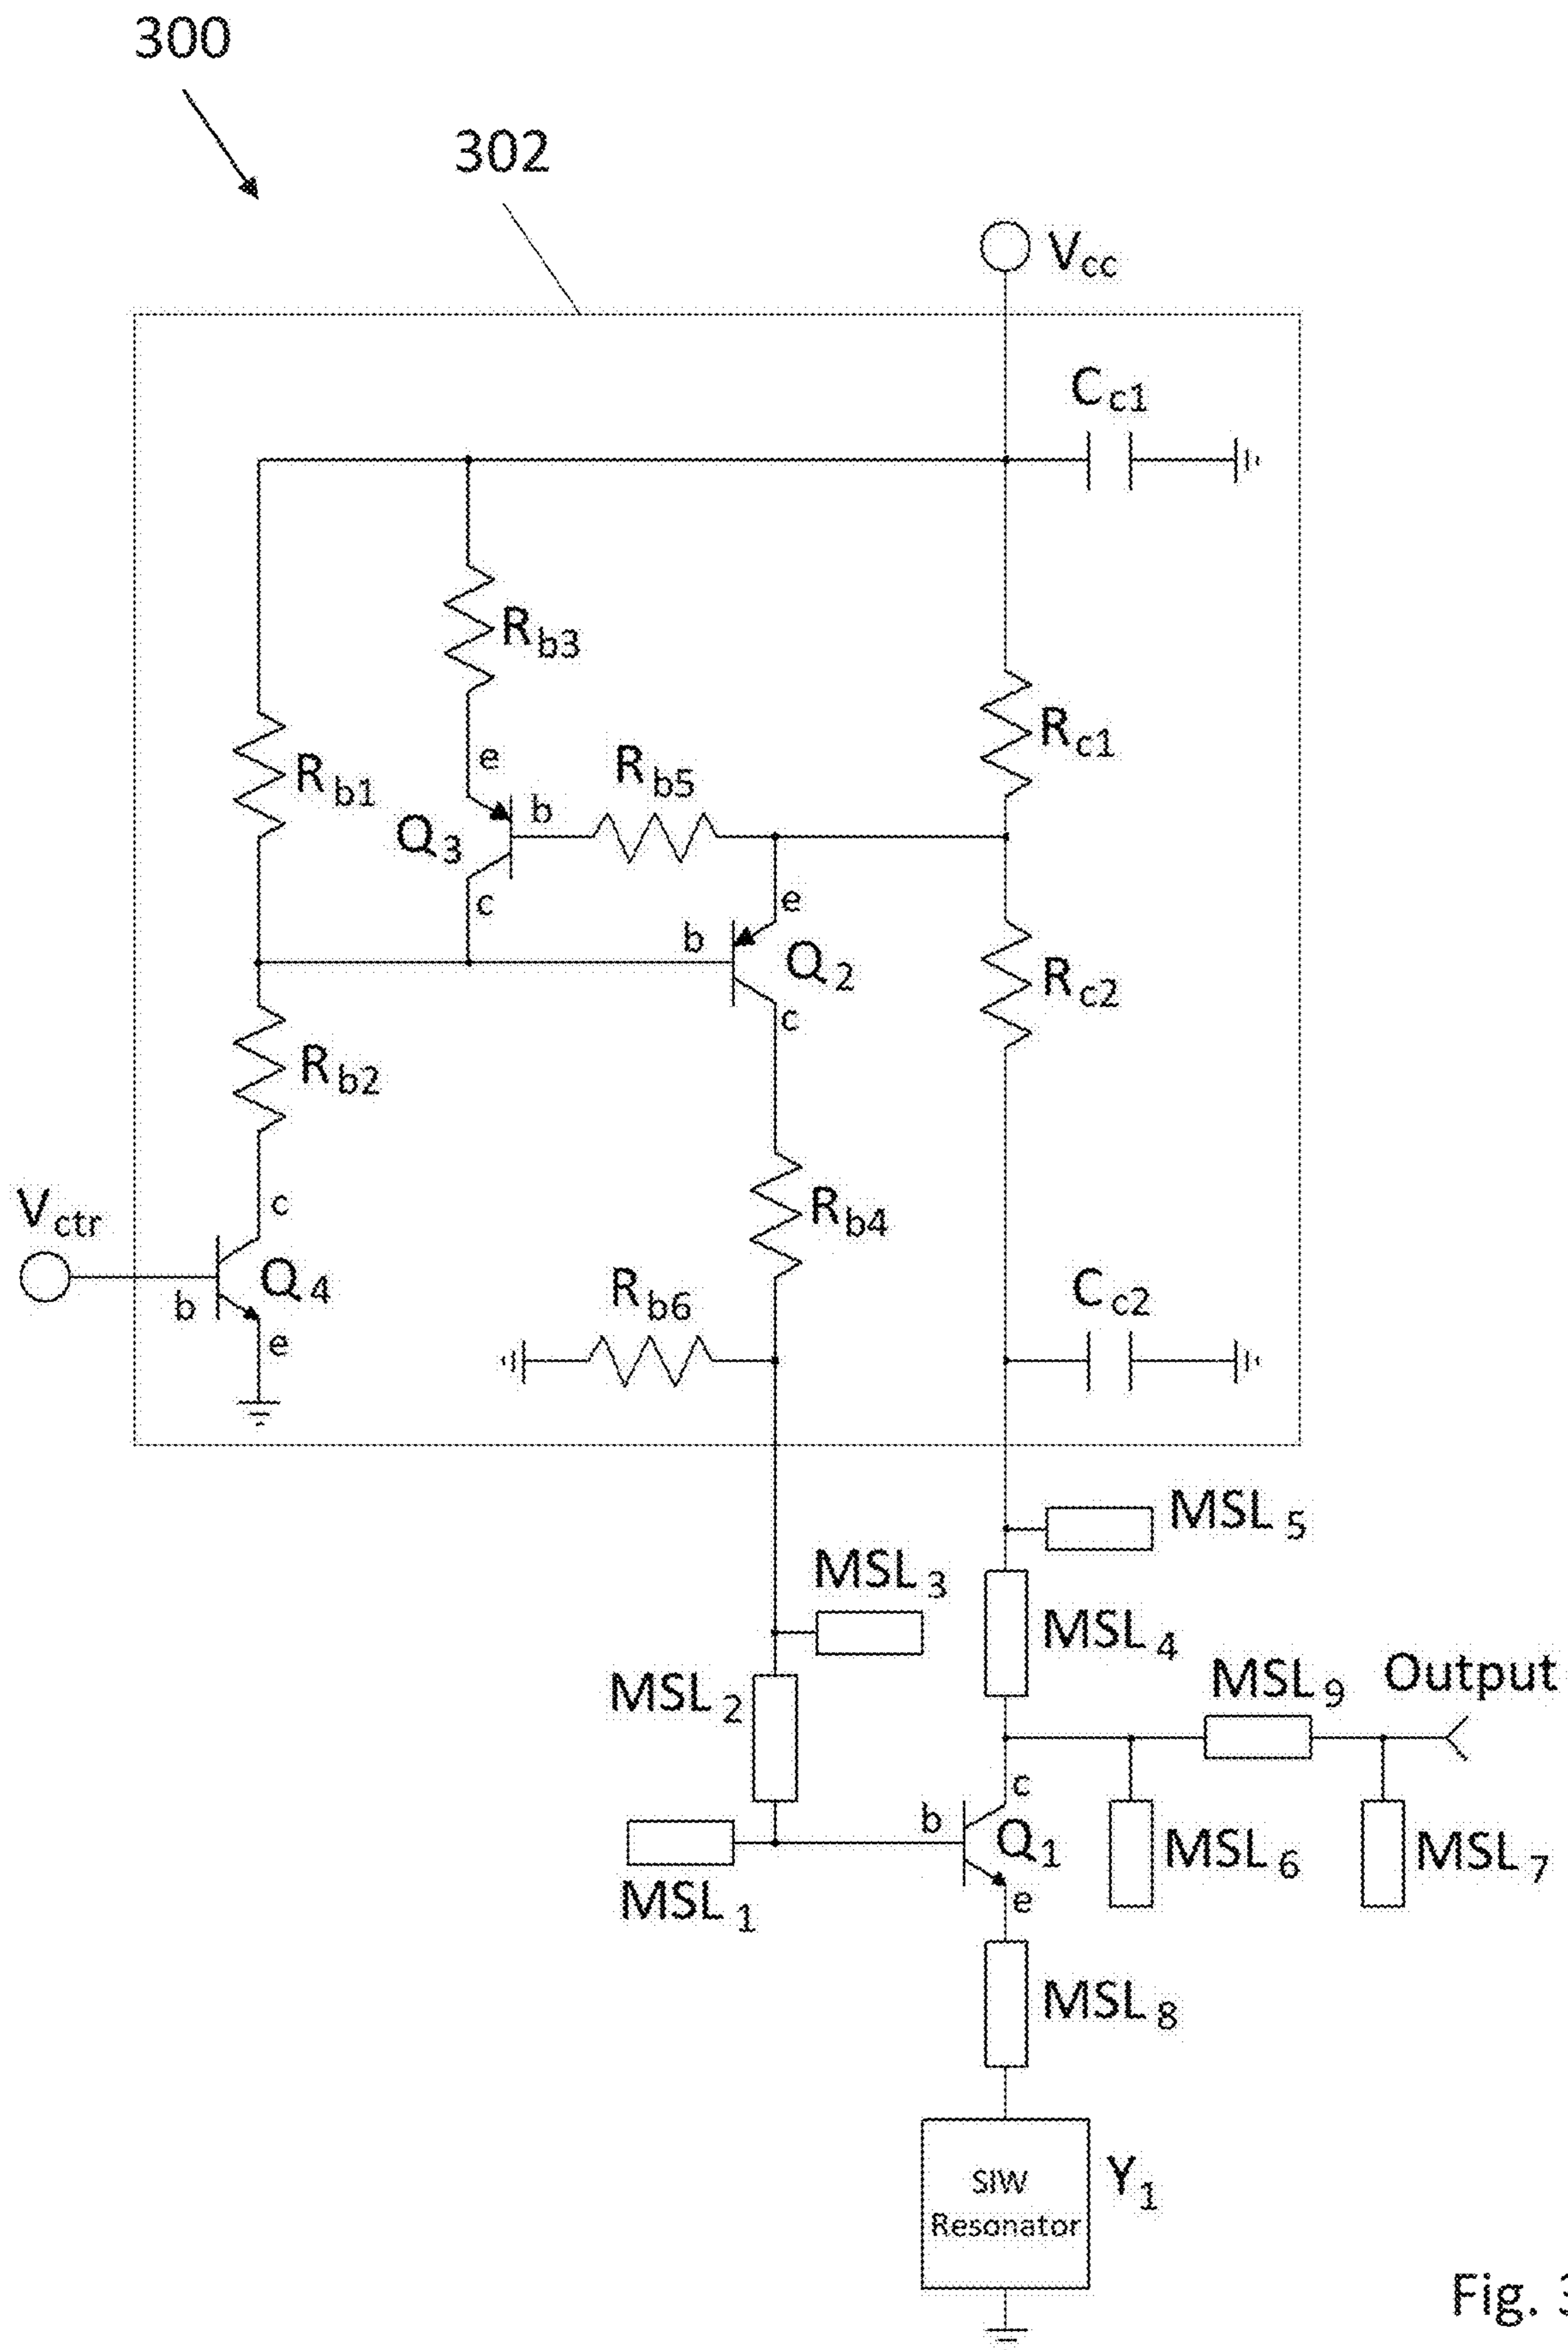 300
302
Vcc
Cc1
Rb3
Rc1
e
Rb1
Rb5
b
Q3
c
e
b
Q2
Rc2
c
Rb2
Vctr
c
Rb4
Q4
b
Rb6
Cc2
e
MSL5
MSL3
MSL4
MSL2
MSL9
Output
c
b
Q1
MSL6
MSL7
MSL1
e
MSL8
SIW
Resonator
Y1
Fig. 3